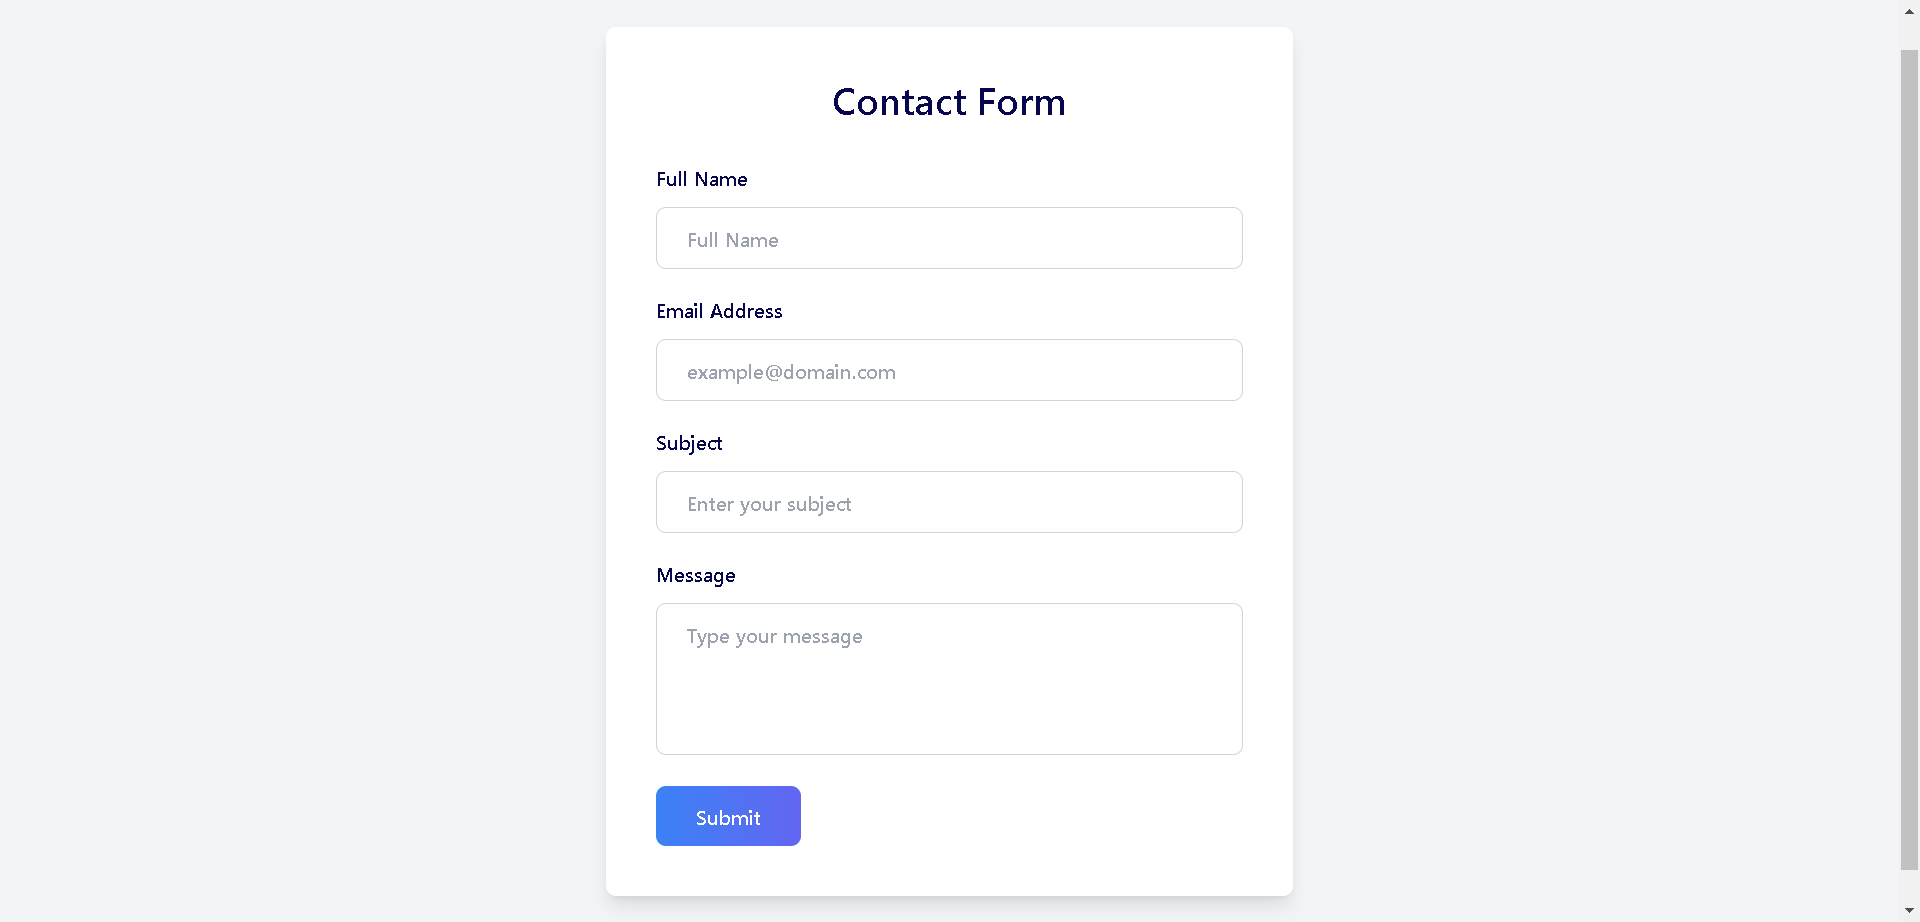 Contact Form
Full Name
Full Name
Email Address
example@domain.com
Subject
Enter your subject
Message
Type your message
Submit